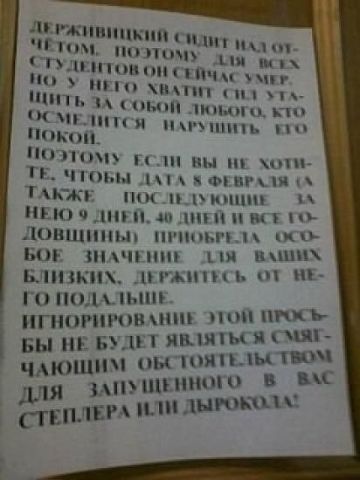 ДЕРЖИВИЦКИЙ СИДИТ НАД ОТ-
ЧЁТОМ. ПОЭТОМУ ДЛЯ ВСЕХ
СТУДЕНТОВ ОН СЕЙЧАС УМЕР.
НО У НЕГО ХВАТИТ СИЛ УТА-
ЩИТЬ ЗА СОБОЙ ЛЮБОГО, КТО
ОСМЕЛИТСЯ НАРУШИТЬ ЕГО
ПОКОЙ.
ПОЭТОМУ ЕСЛИ ВЫ НЕ ХОТИ-
ТЕ, ЧТОБЫ ДАТА 8 ФЕВРАЛЯ (А
ТАКЖЕ ПОСЛЕДУЮЩИЕ ЗА
НЕЮ 9 ДНЕЙ, 40 ДНЕЙ И ВСЕ ГО-
ДОВЩИНЫ) ПРИОБРЕЛА ОСО-
БОЕ ЗНАЧЕНИЕ ДЛЯ ВАШИХ
БЛИЗКИХ, ДЕРЖИТЕСЬ ОТ НЕ-
ГО ПОДАЛЬШЕ.
ИГНОРИРОВАНИЕ ЭТОЙ ПРОСЬ-
БЫ НЕ БУДЕТ ЯВЛЯТЬСЯ СМЯГ-
ЧАЮЩИМ ОБСТОЯТЕЛЬСТВОМ
ДЛЯ ЗАПУЩЕННОГО В ВАС
СТЕПЛЕРА ИЛИ ДЫРОКОЛА!